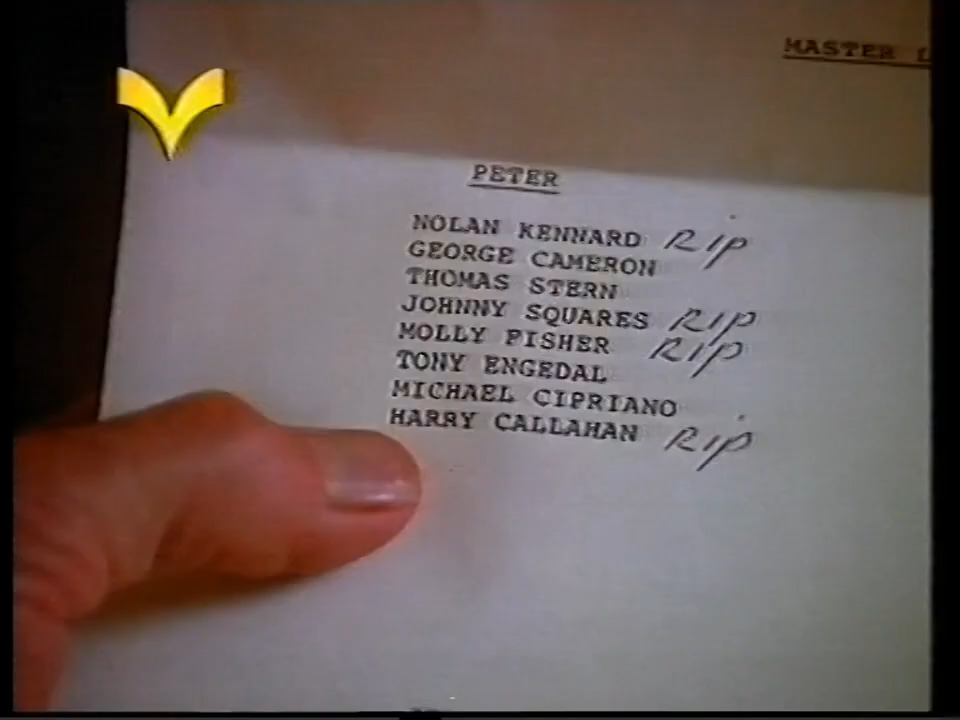 MASTER
PETER
NOLAN KENNARD RIP
GEORGE CAMERON
THOMAS STERN
JOHNNY SQUARES RIP
MOLLY FISHER RIP
TONY ENGEDAL
MICHAEL CIPRIANO
HARRY CALLAHAN RIP